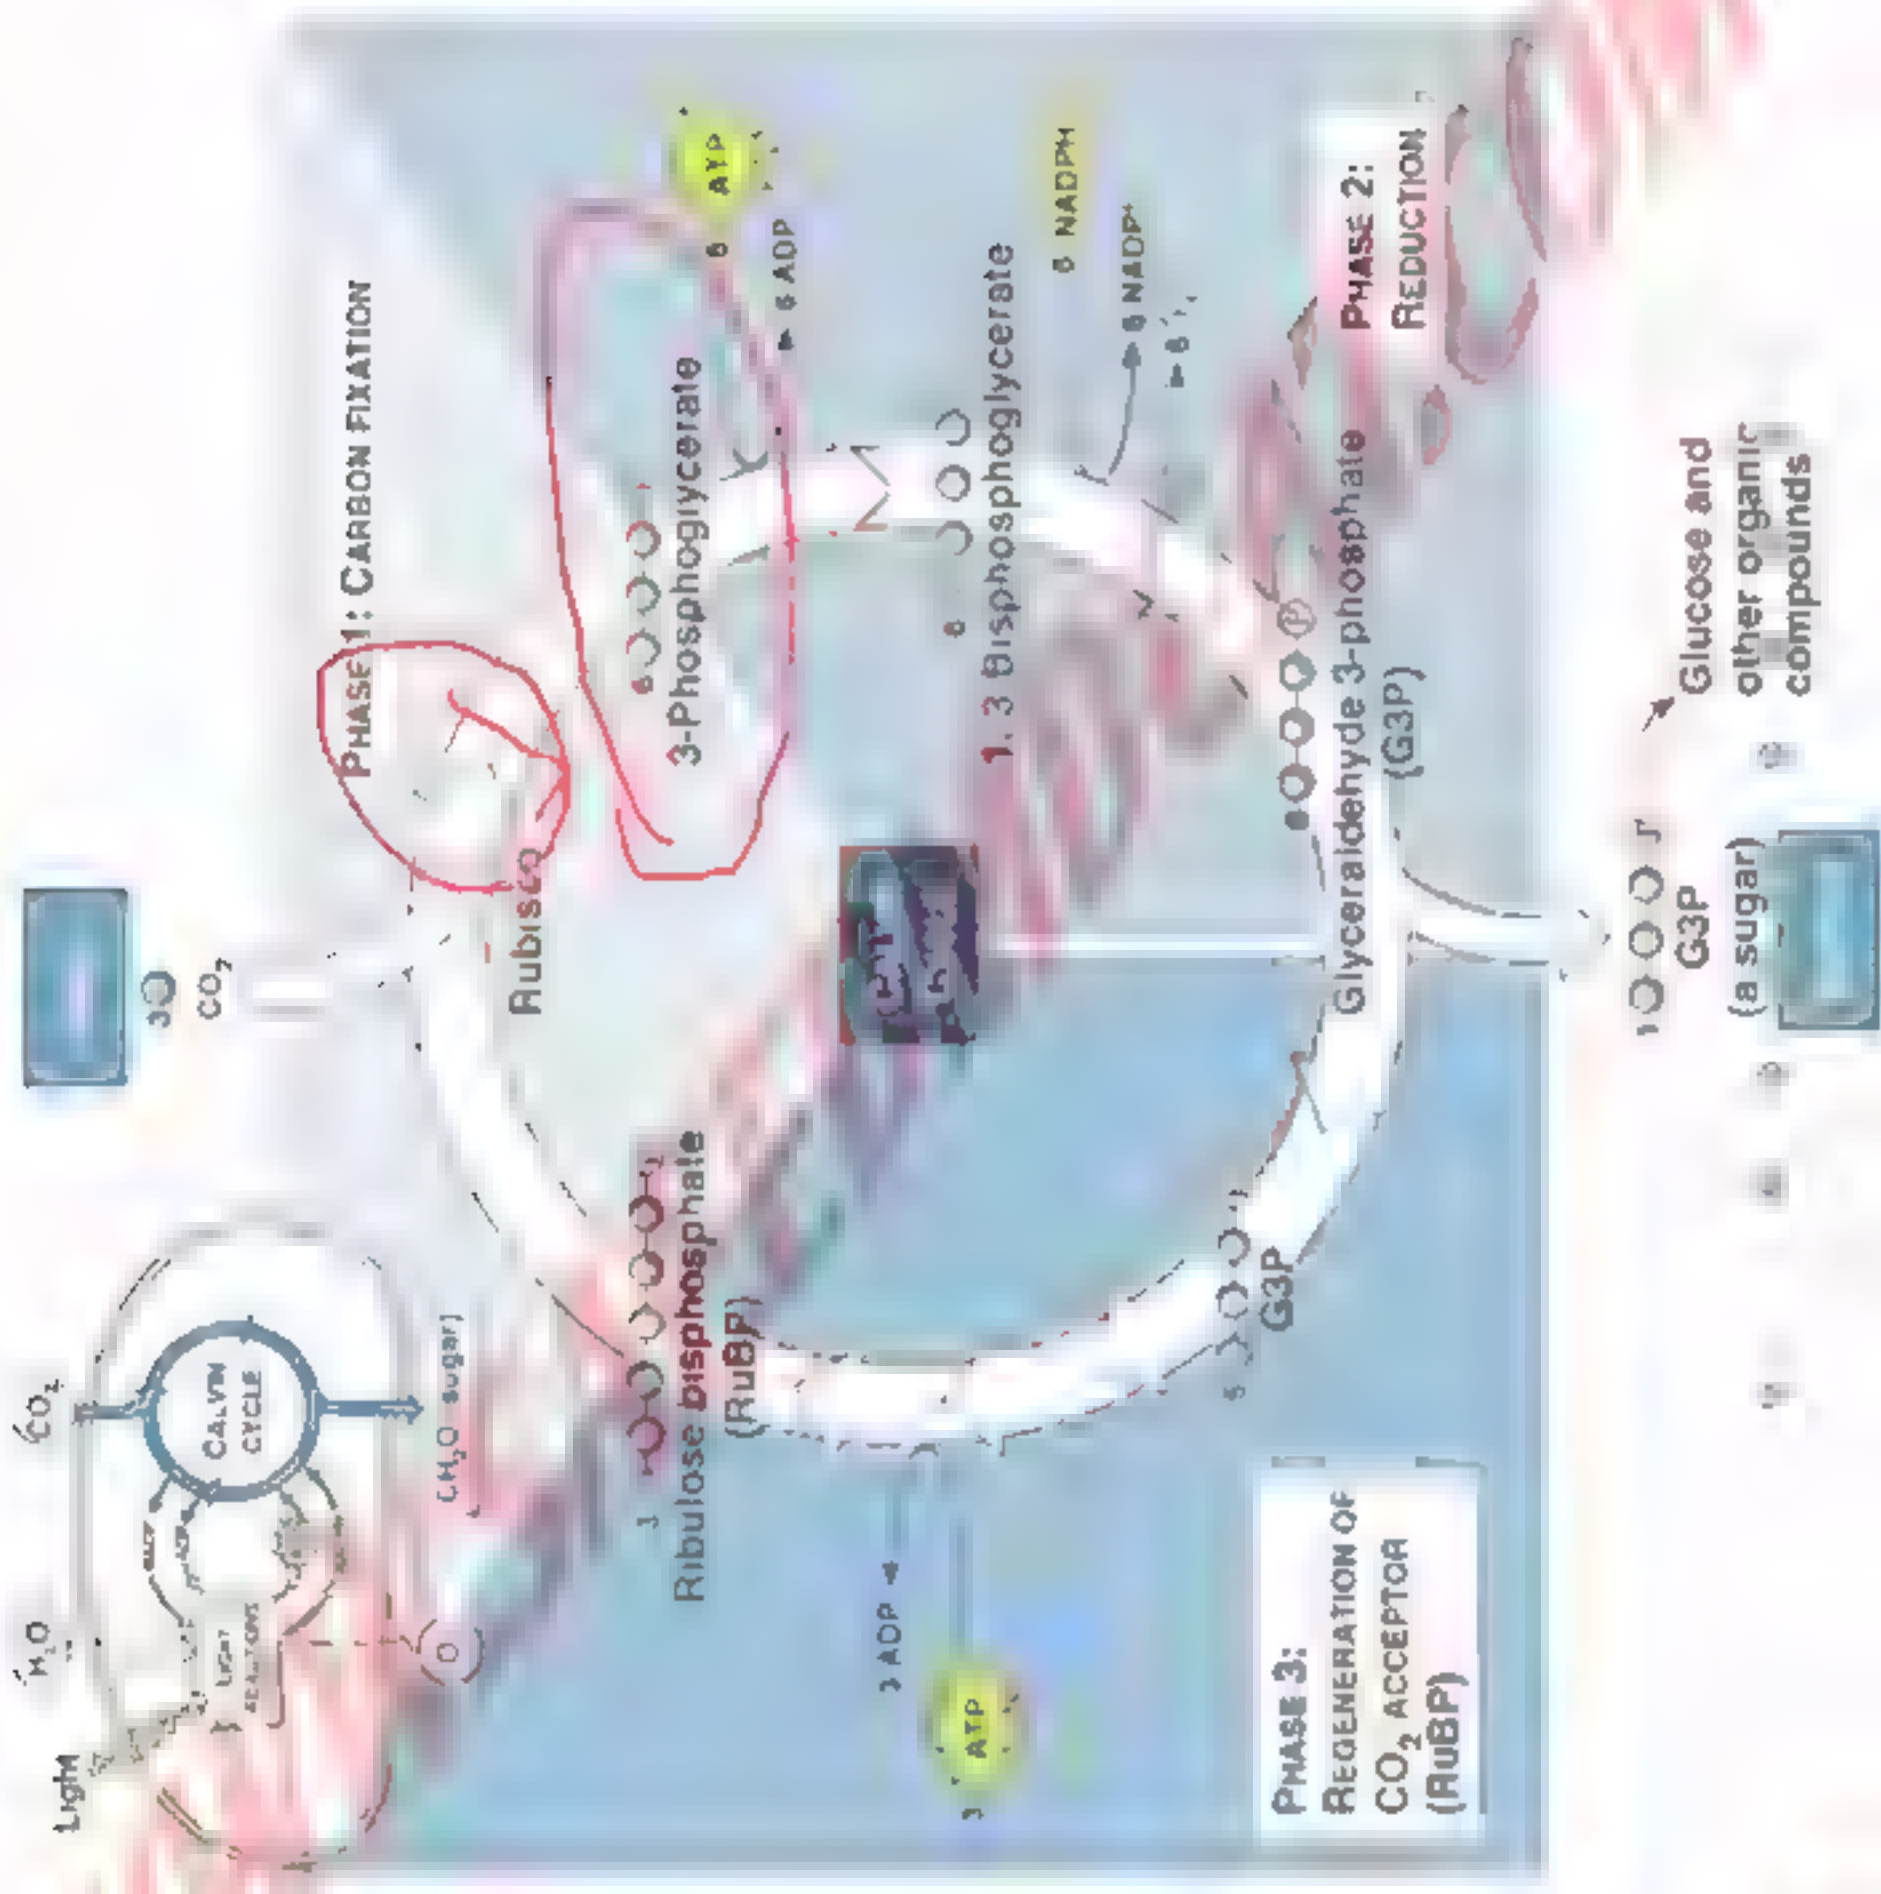 Light
H₂O
CO₂
CALVIN
CYCLE
LIGHT
REACTIONS
CH₂O sugar)
3
CO₂
PHASE 1: CARBON FIXATION
Rubisco
6
3-Phosphoglycerate
6 ATP
6 ADP
6
1, 3 Bisphosphoglycerate
6 NADPH
6 NADP⁺
6
P
Glyceraldehyde 3-phosphate
(G3P)
PHASE 2:
REDUCTION
3
Ribulose bisphosphate
(RuBP)
3 ADP
3 ATP
5
G3P
PHASE 3:
REGENERATION OF
CO₂ ACCEPTOR
(RuBP)
1
G3P
(a sugar)
Glucose and
other organic
compounds